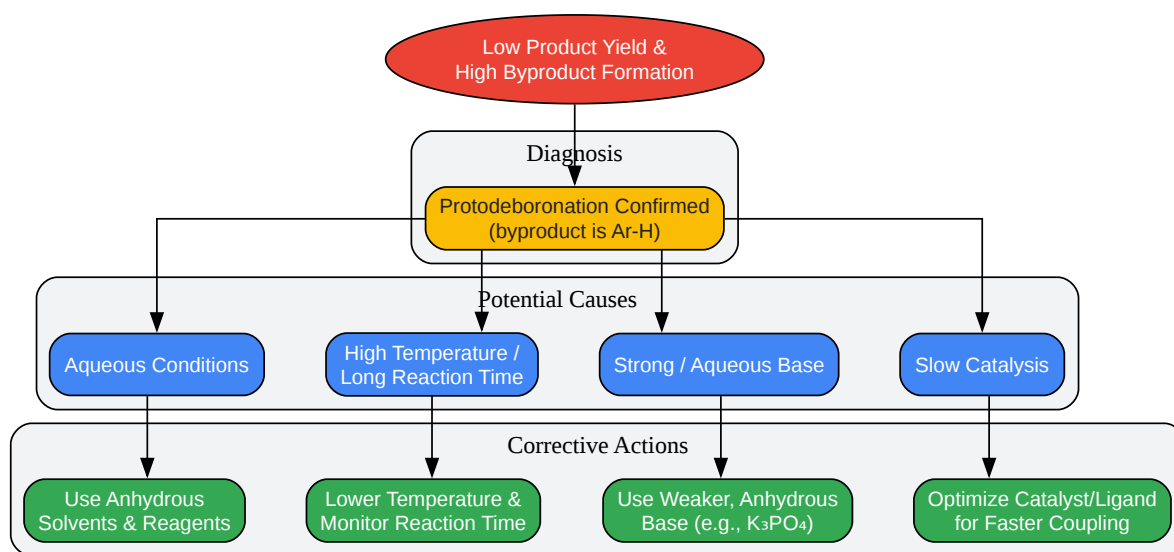 Low Product Yield &
High Byproduct Formation
Diagnosis
Protodeboronation Confirmed
(byproduct is Ar-H)
Potential Causes
Aqueous Conditions
High Temperature /
Long Reaction Time
Strong / Aqueous Base
Slow Catalysis
Corrective Actions
Use Anhydrous
Solvents & Reagents
Lower Temperature &
Monitor Reaction Time
Use Weaker, Anhydrous
Base (e.g., K₃PO₄)
Optimize Catalyst/Ligand
for Faster Coupling